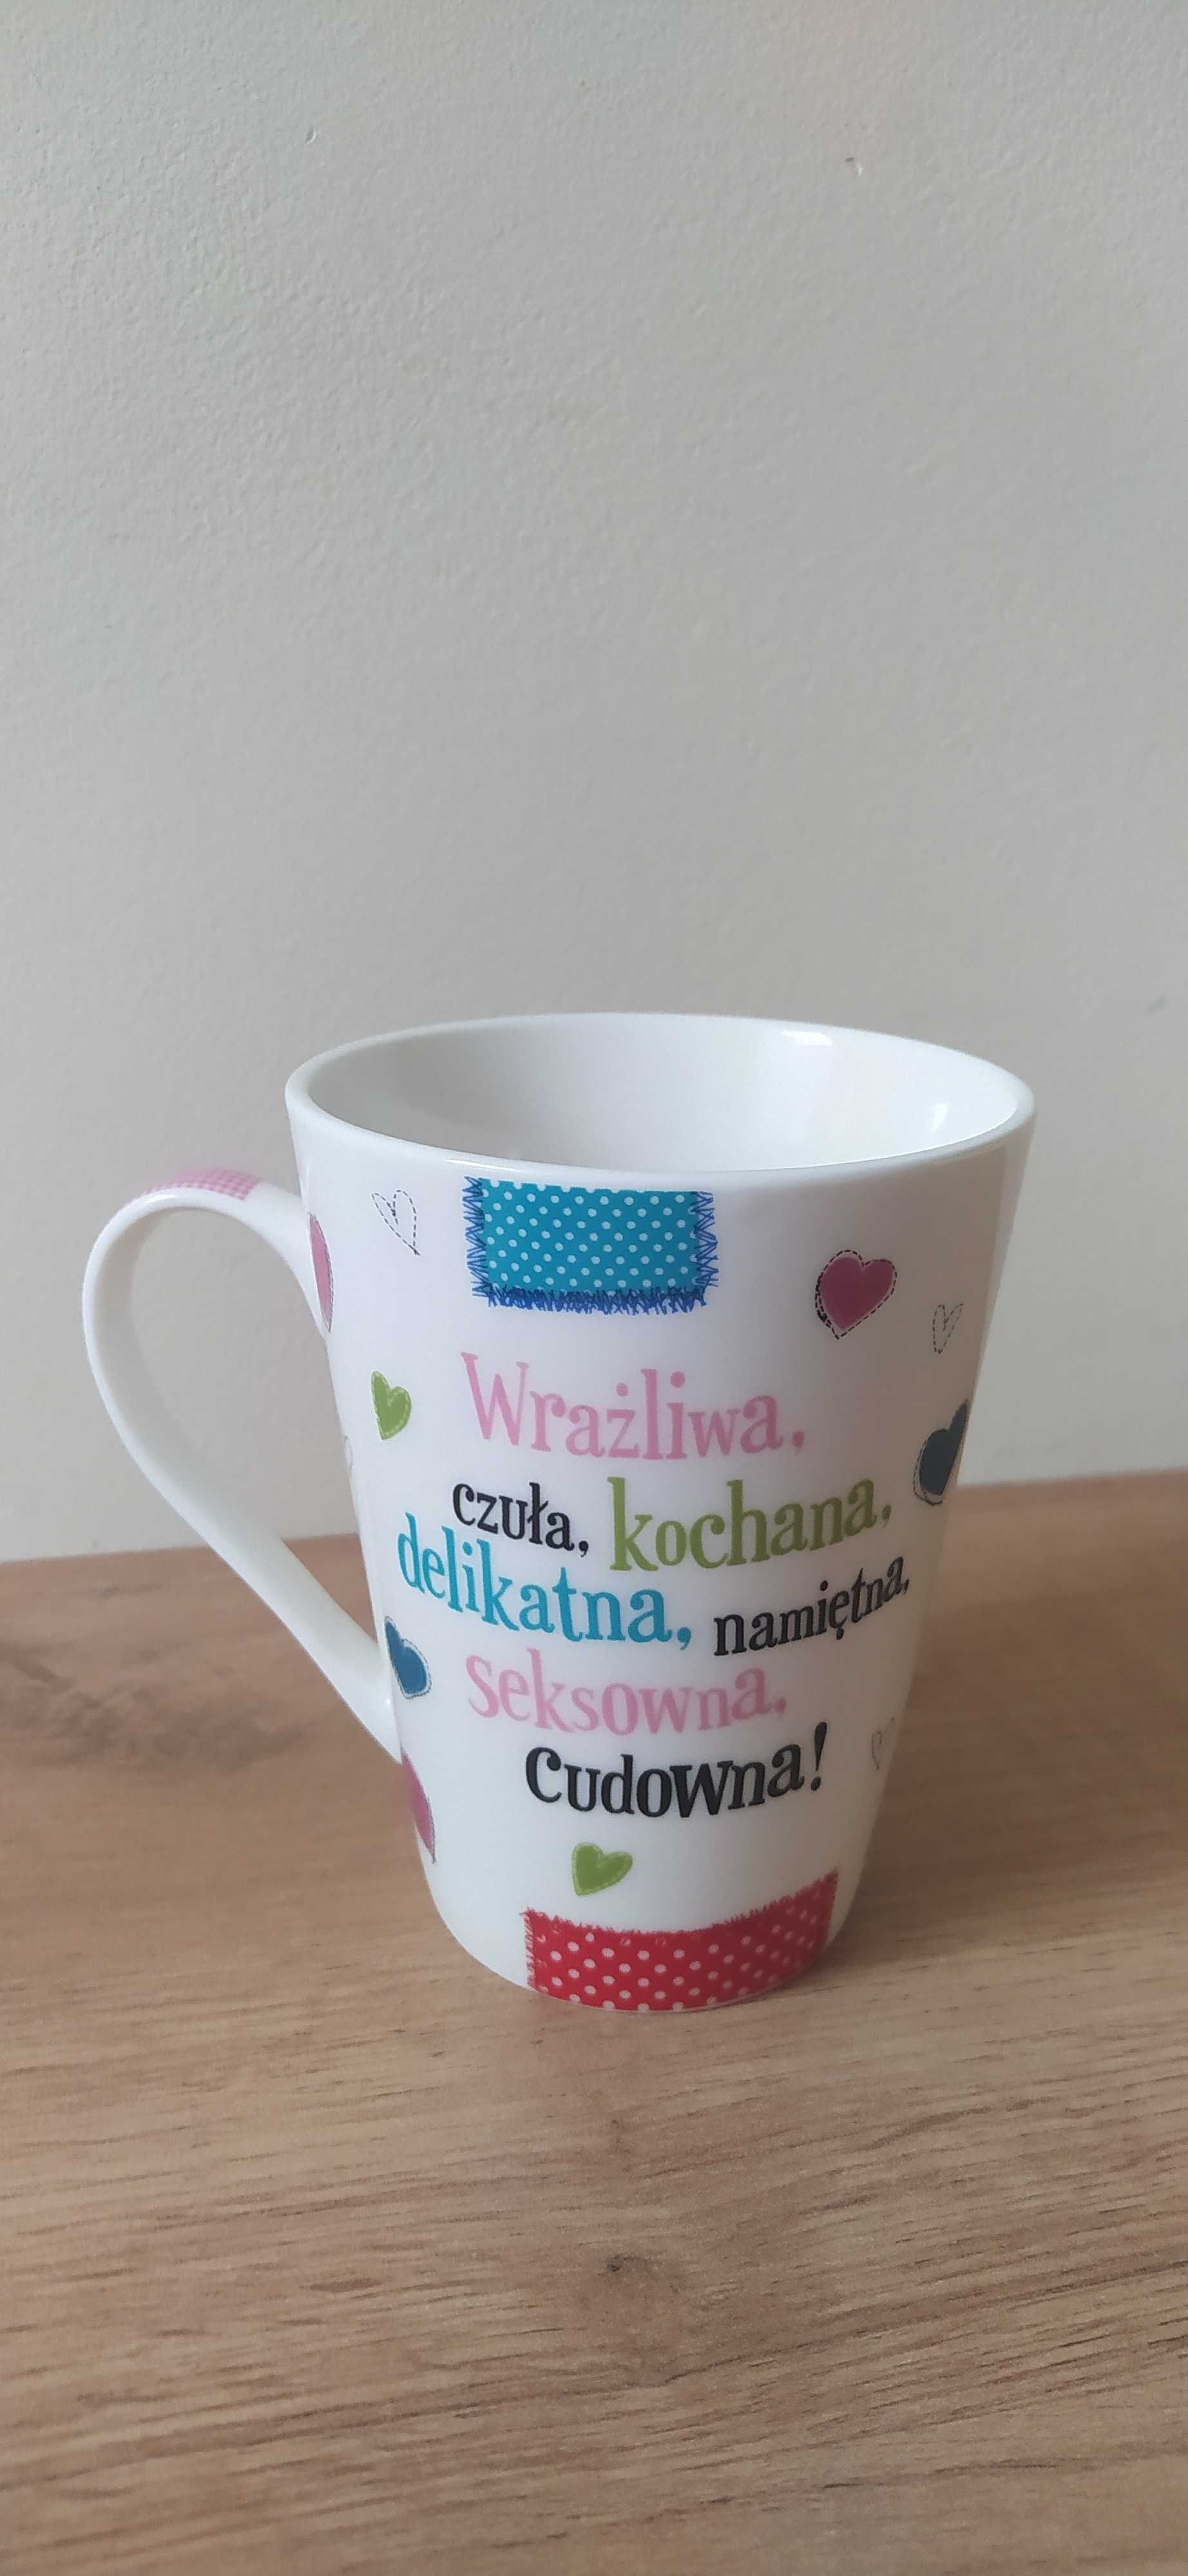 Wrażliwa,
czuła, kochana,
delikatna, namiętna,
seksowna,
cudowna!